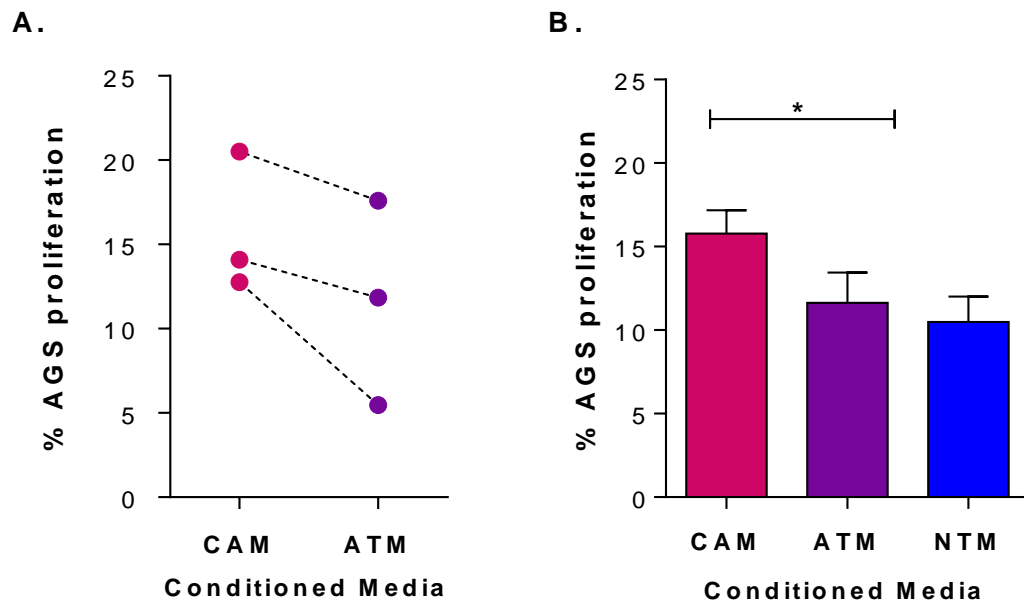 A.
% AGS proliferation
25
20
15
10
5
0
CAM ATM
Conditioned Media
B.
% AGS proliferation
25
20
15
10
5
0
*
CAM ATM NTM
Conditioned Media